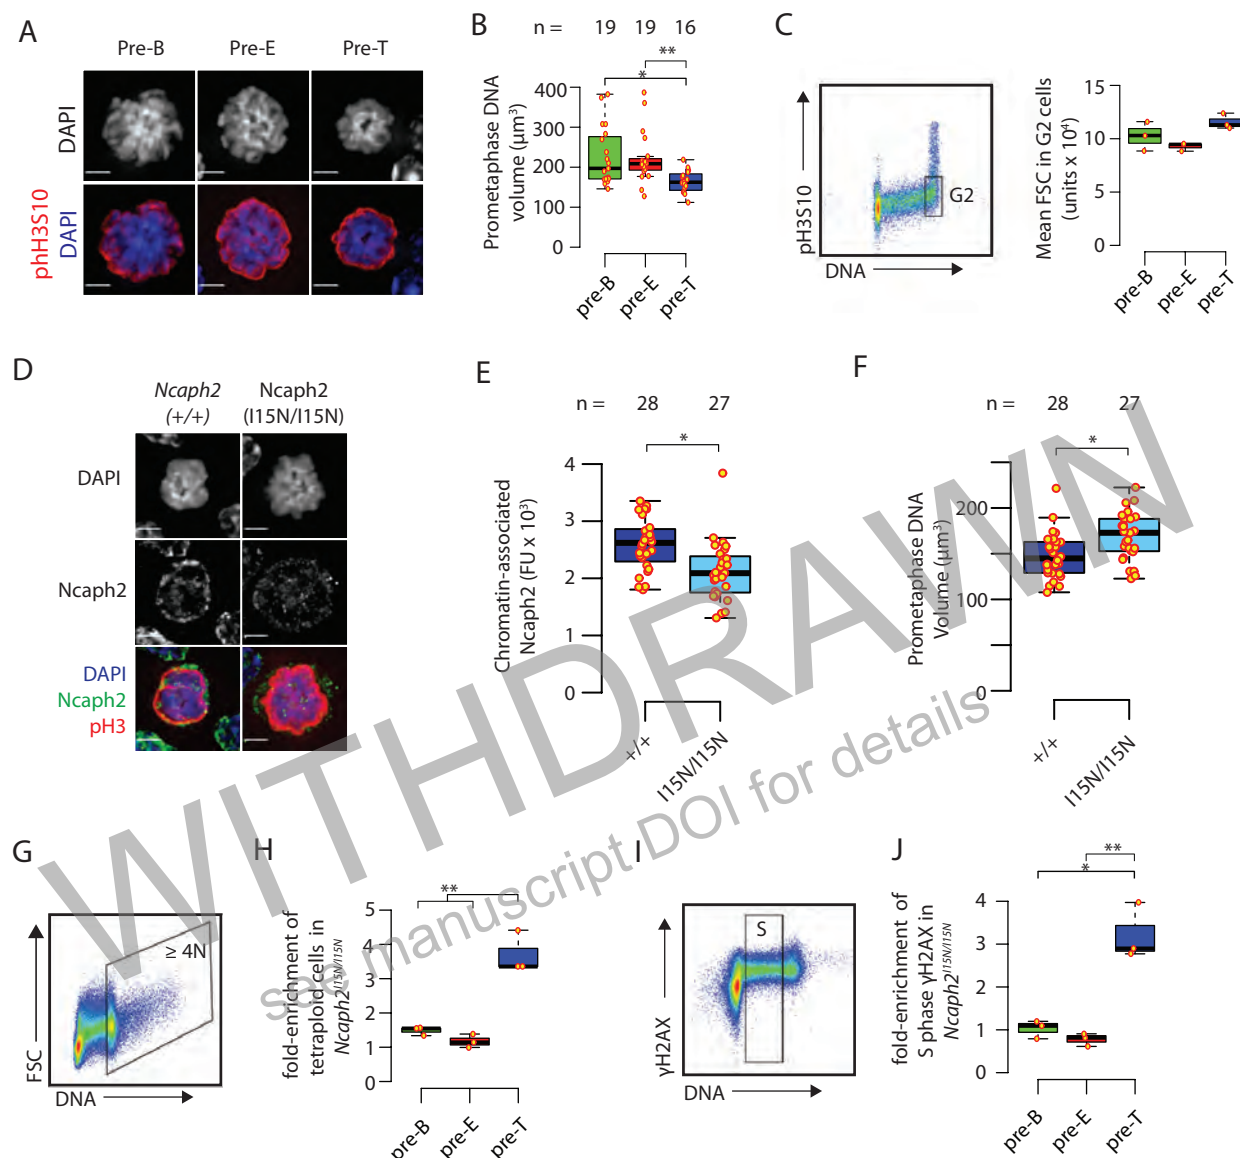 A
Pre-B
Pre-E
Pre-T
DAPI
phH3S10
DAPI
B
n =
19
19
16
**
*
Prometaphase DNA
volume (µm³)
400
300
200
100
0
pre-B
pre-E
pre-T
C
pH3S10
DNA
G2
Mean FSC in G2 cells
(units x 10⁴)
15
10
5
0
pre-B
pre-E
pre-T
D
Ncaph2
(+/+)
Ncaph2
(I15N/I15N)
DAPI
Ncaph2
DAPI
Ncaph2
pH3
E
n =
28
27
*
Chromatin-associated
Ncaph2 (FU x 10³)
4
3
2
1
0
+/+
I15N/I15N
F
n =
28
27
*
Prometaphase DNA
Volume (µm³)
200
100
0
+/+
I15N/I15N
WITHDRAWN
see manuscript DOI for details
G
FSC
DNA
≥ 4N
H
fold-enrichment of
tetraploid cells in
Ncaph2^I15N/I15N
**
5
4
3
2
1
0
pre-B
pre-E
pre-T
I
γH2AX
DNA
S
J
fold-enrichment of
S phase γH2AX in
Ncaph2^I15N/I15N
**
*
4
3
2
1
0
pre-B
pre-E
pre-T